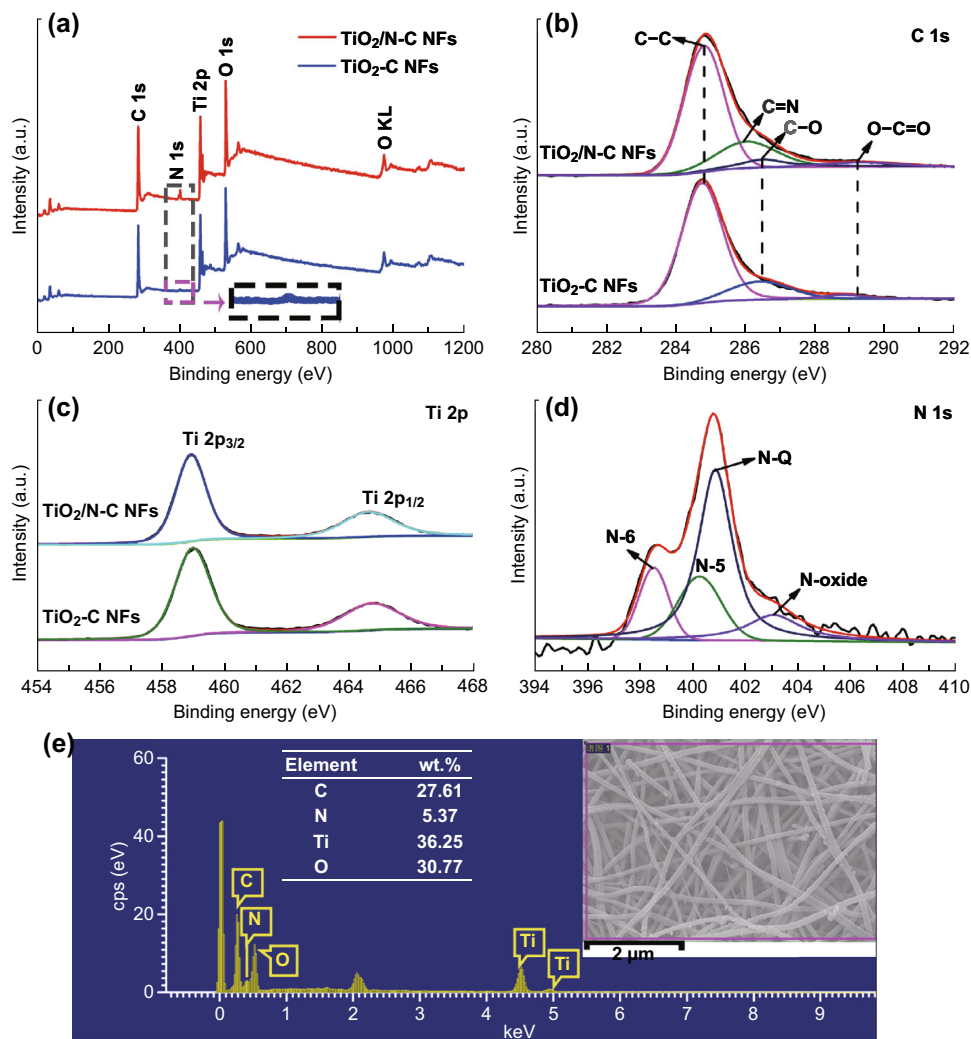 (a)
TiO2/N-C NFs
TiO2-C NFs
C 1s
N 1s
Ti 2p
O 1s
O KL
Intensity (a.u.)
0 200 400 600 800 1000 1200
Binding energy (eV)
(b)
C 1s
C–C
C=N
C–O
O–C=O
TiO2/N-C NFs
TiO2-C NFs
Intensity (a.u.)
280 282 284 286 288 290 292
Binding energy (eV)
(c)
Ti 2p
Ti 2p3/2
Ti 2p1/2
TiO2/N-C NFs
TiO2-C NFs
Intensity (a.u.)
454 456 458 460 462 464 466 468
Binding energy (eV)
(d)
N 1s
N-Q
N-6
N-5
N-oxide
Intensity (a.u.)
394 396 398 400 402 404 406 408 410
Binding energy (eV)
(e)
60
40
20
0
cps (eV)
Element wt.%
C 27.61
N 5.37
Ti 36.25
O 30.77
C
N
O
Ti
Ti
0 1 2 3 4 5 6 7 8 9
keV
2 µm